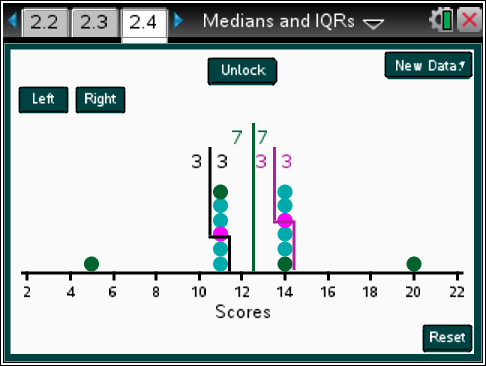 2.2 2.3 2.4 Medians and IQRs
Unlock
New Data:
Left Right
7 7
3 3 3 3
2 4 6 8 10 12 14 16 18 20 22
Scores
Reset